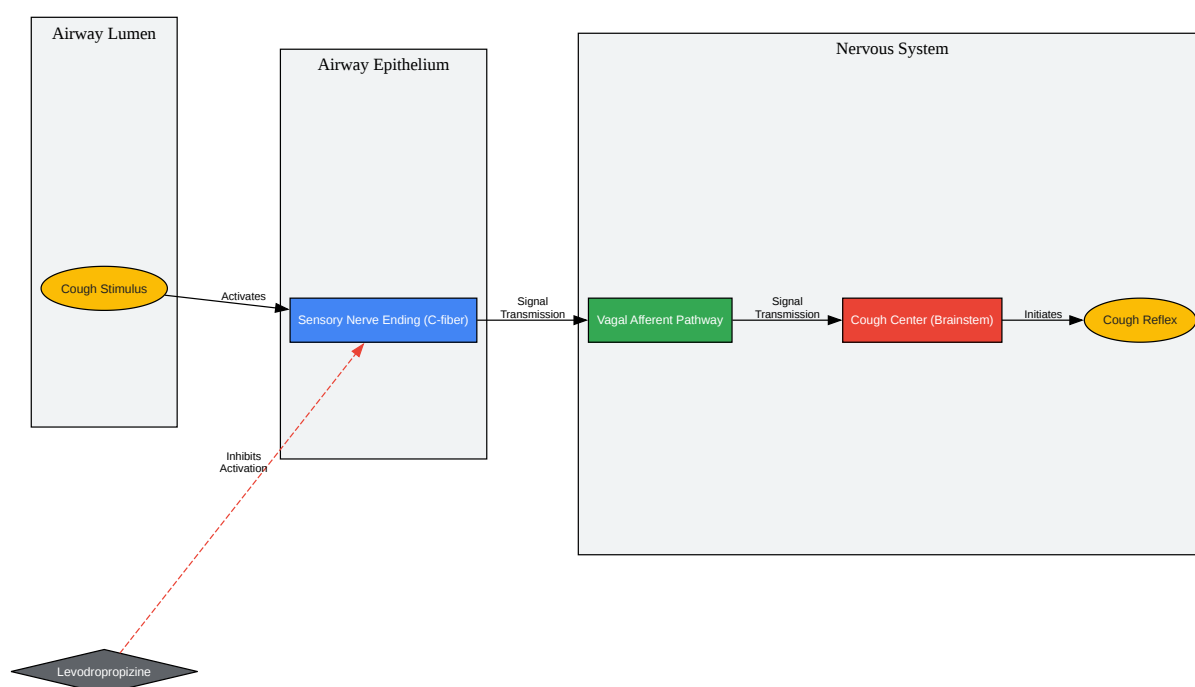 Airway Lumen
Airway Epithelium
Nervous System
Cough Stimulus
Activates
Sensory Nerve Ending (C-fiber)
Signal
Transmission
Vagal Afferent Pathway
Signal
Transmission
Cough Center (Brainstem)
Initiates
Cough Reflex
Inhibits
Activation
Levodropropizine